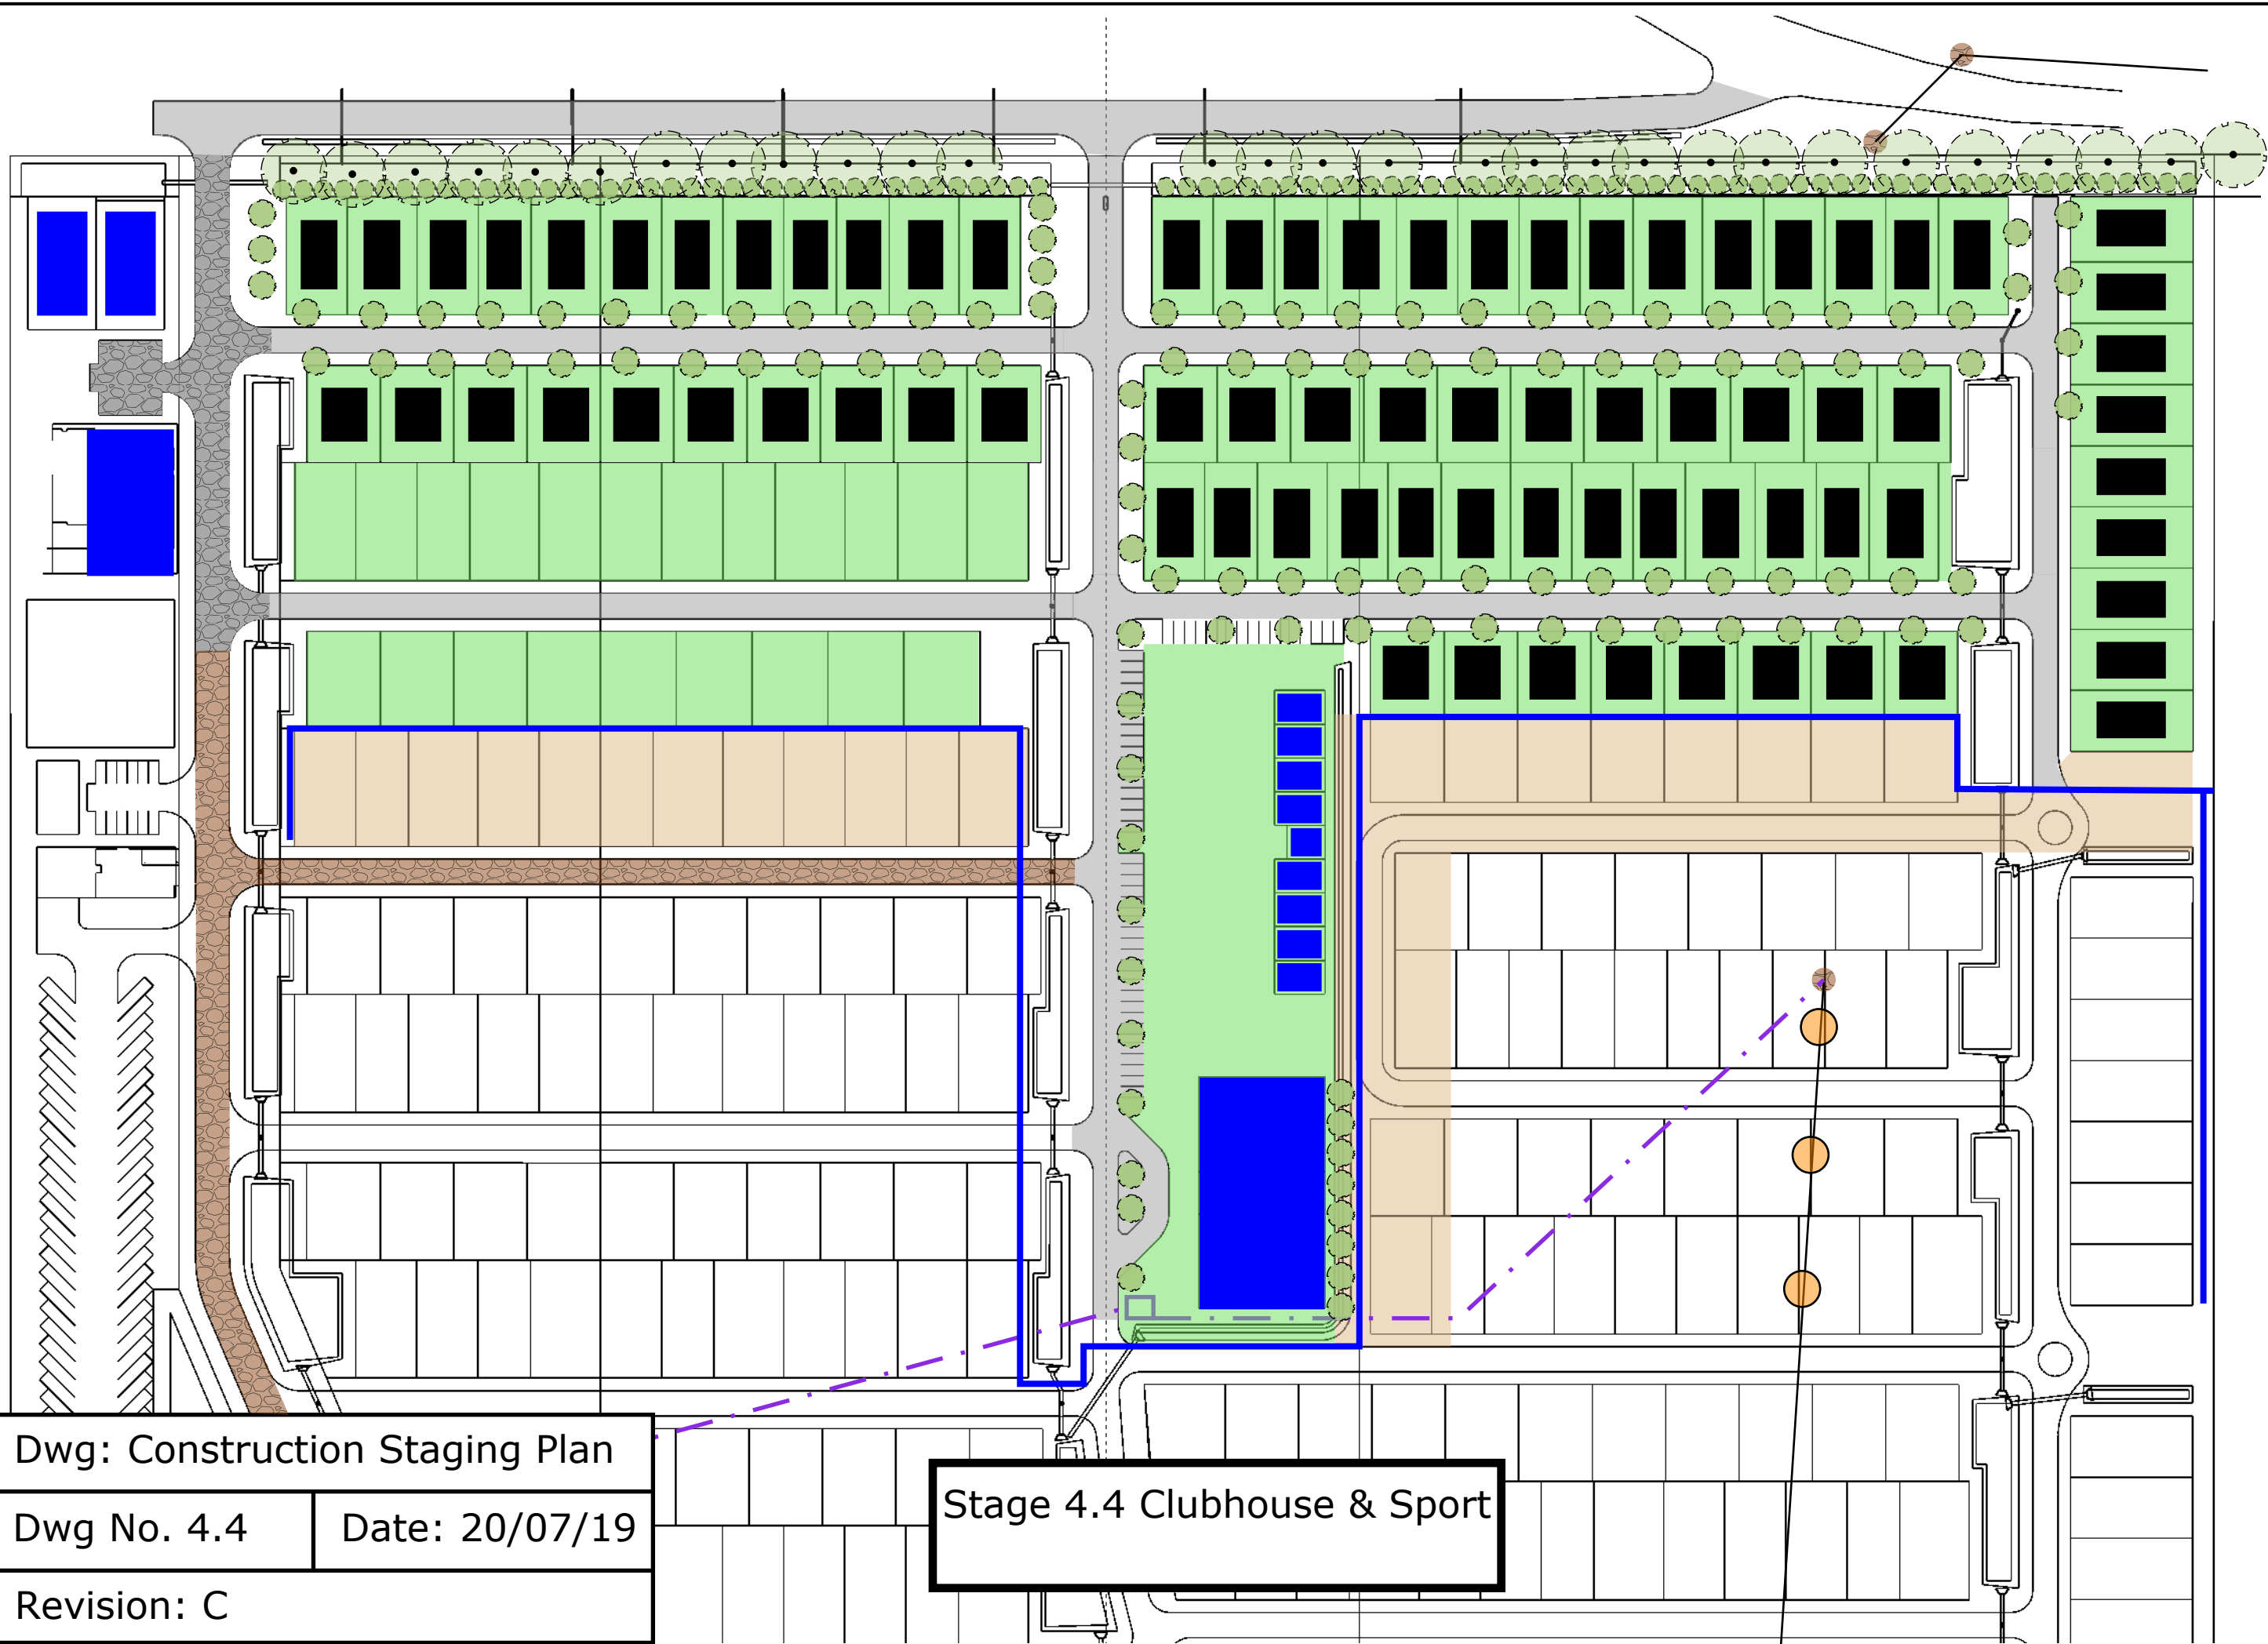 Dwg: Construction Staging Plan
Dwg No. 4.4
Date: 20/07/19
Revision: C
Stage 4.4 Clubhouse & Sport